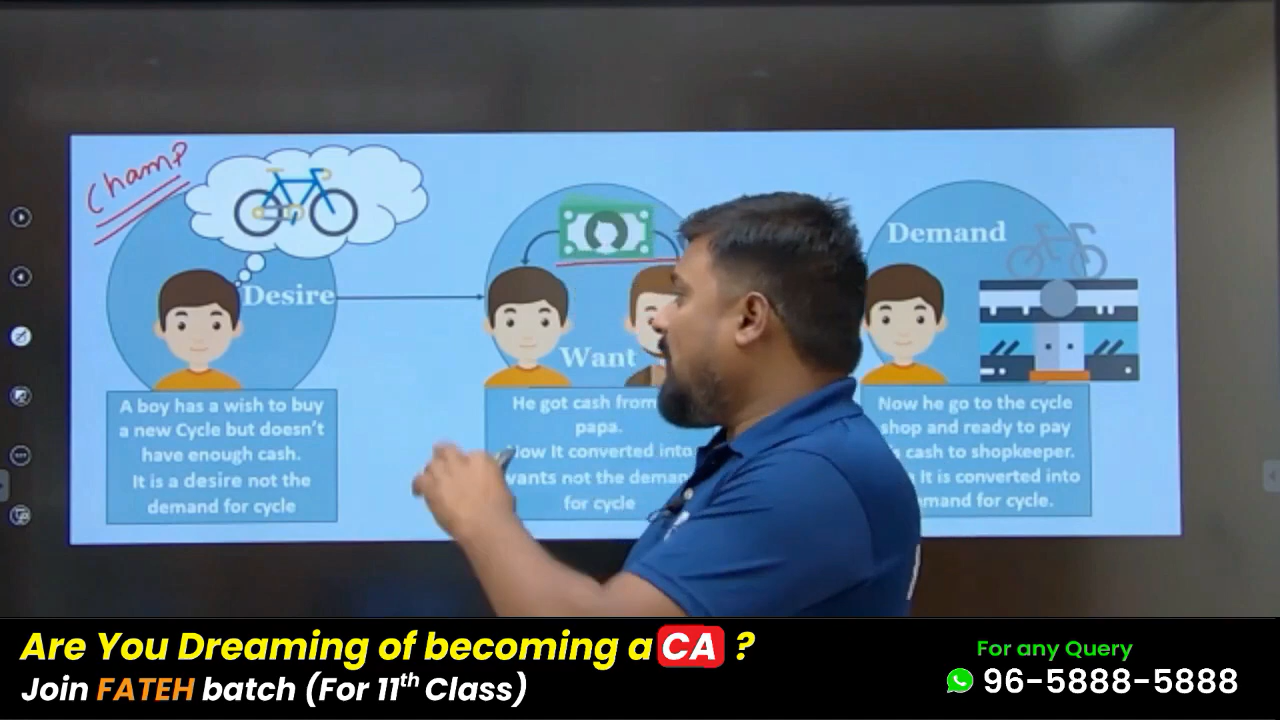 Champ
Desire
A boy has a wish to buy
a new Cycle but doesn't
have enough cash.
It is a desire not the
demand for cycle
Want
He got cash from
papa.
It converted into
not the
for cycle
Demand
Now he go to the cycle
shop and ready to pay
cash to shopkeeper.
It is converted into
for cycle.
Are You Dreaming of becoming a CA ?
Join FATEH batch (For 11th Class)
For any Query
96-5888-5888